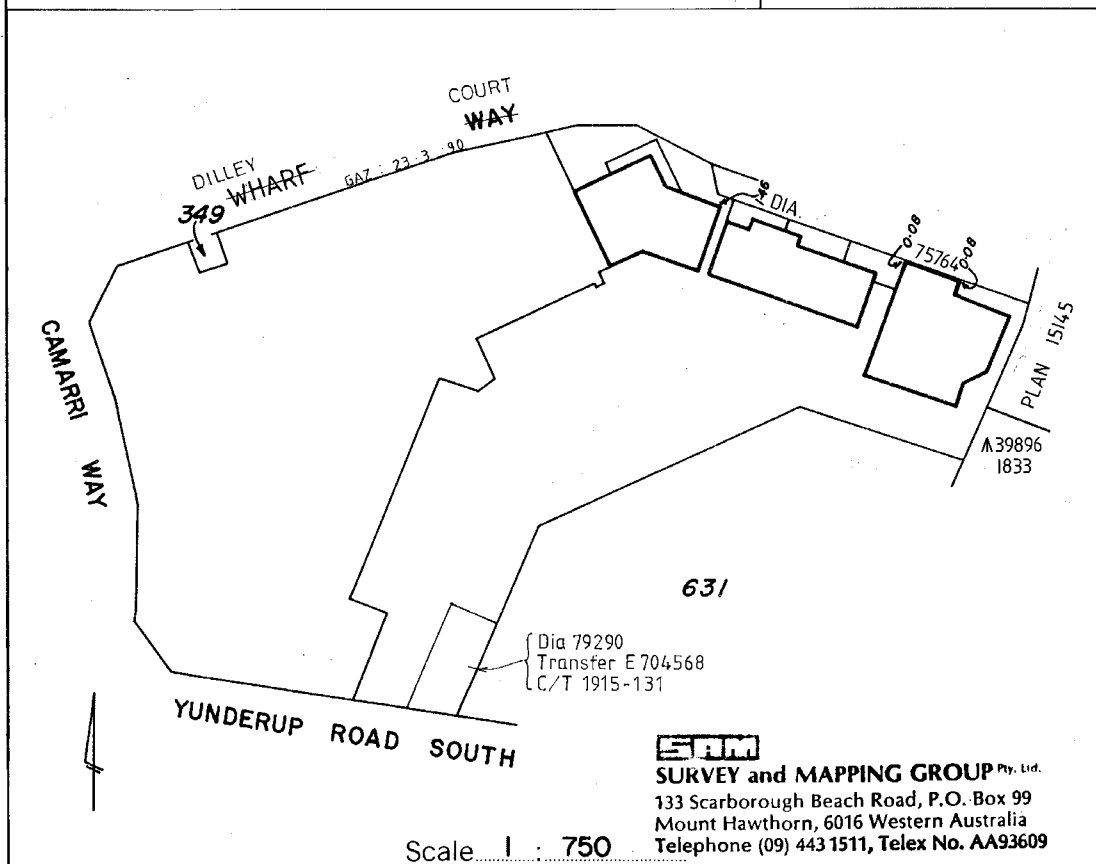 COURT
WAY
DILLEY
WHARF
GAZ : 23 . 3 . 90
349
.46
DIA.
0.08
75764
0.08
PLAN 15145
CAMARRI WAY
39896
1833
631
Dia 79290
Transfer E 704568
C/T 1915-131
YUNDERUP ROAD SOUTH
SAM
SURVEY and MAPPING GROUP Pty. Ltd.
133 Scarborough Beach Road, P.O. Box 99
Mount Hawthorn, 6016 Western Australia
Scale 1 : 750
Telephone (09) 443 1511, Telex No. AA93609